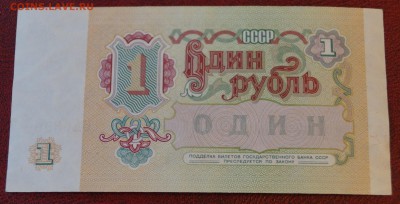 COINS.LAVE.RU
СССР
1
1
Один
рубль
ОДИН
1
ПОДДЕЛКА БИЛЕТОВ ГОСУДАРСТВЕННОГО БАНКА СССР
ПРЕСЛЕДУЕТСЯ ПО ЗАКОНУ